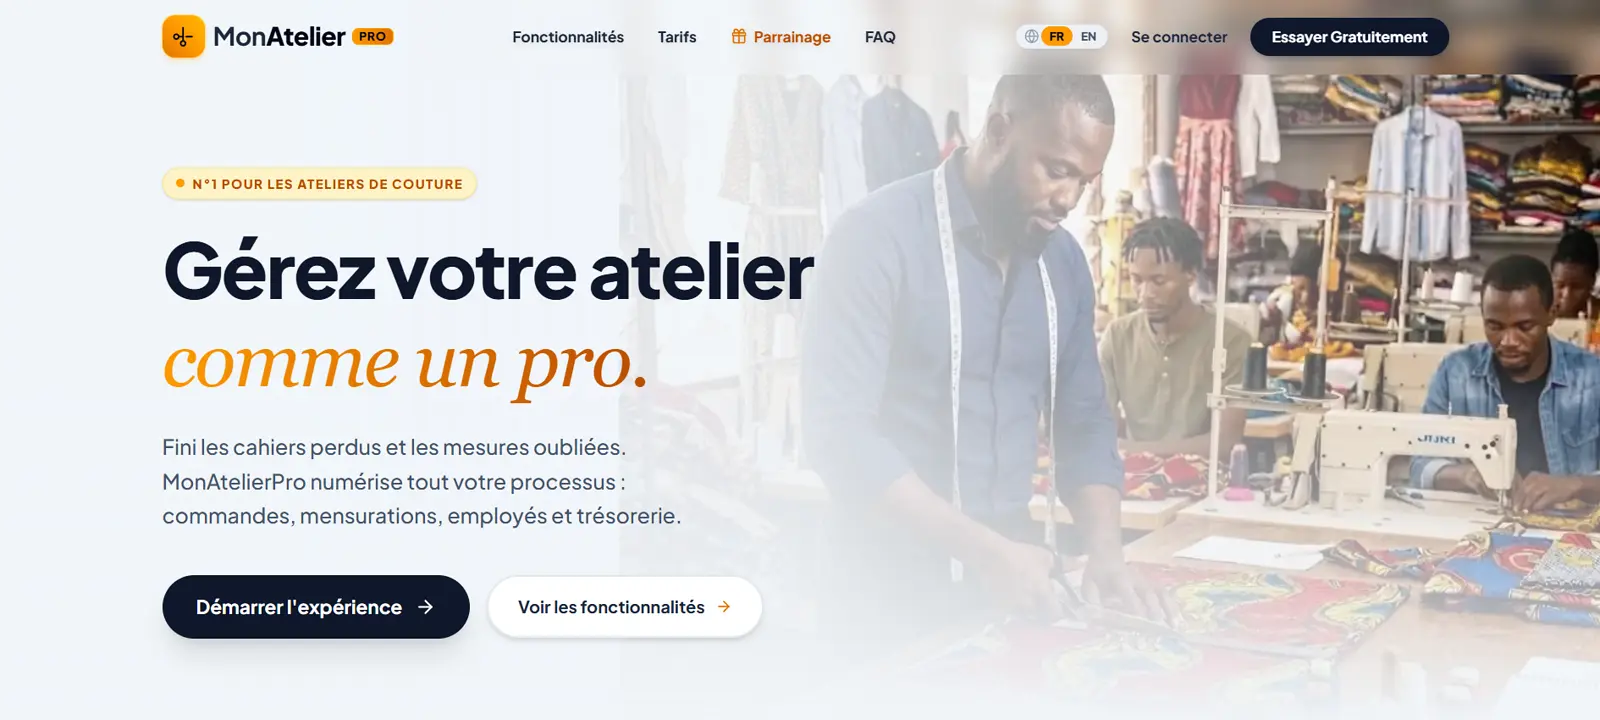 MonAtelier PRO
Fonctionnalités
Tarifs
Parrainage
FAQ
FR EN
Se connecter
Essayer Gratuitement
N°1 POUR LES ATELIERS DE COUTURE
Gérez votre atelier
comme un pro.
Fini les cahiers perdus et les mesures oubliées.
MonAtelierPro numérise tout votre processus :
commandes, mensurations, employés et trésorerie.
Démarrer l'expérience →
Voir les fonctionnalités →
JUKI